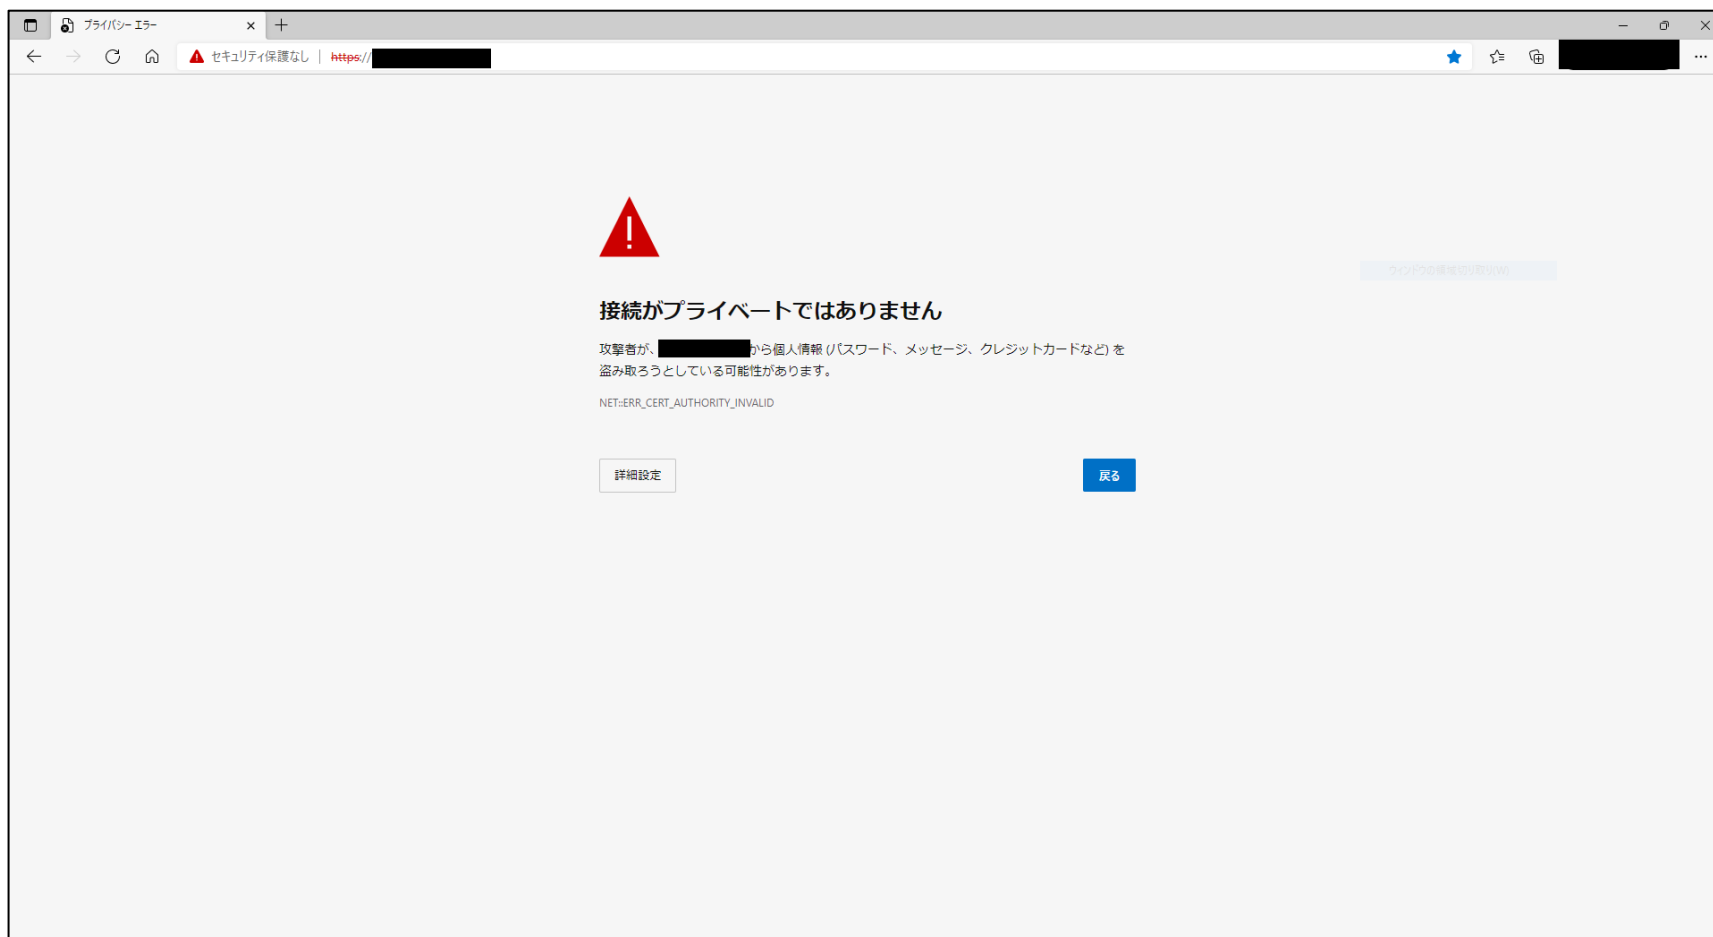 プライバシー エラー
セキュリティ保護なし | https://
接続がプライベートではありません
攻撃者が、から個人情報 (パスワード、メッセージ、クレジットカードなど) を
盗み取ろうとしている可能性があります。
NET::ERR_CERT_AUTHORITY_INVALID
詳細設定
戻る